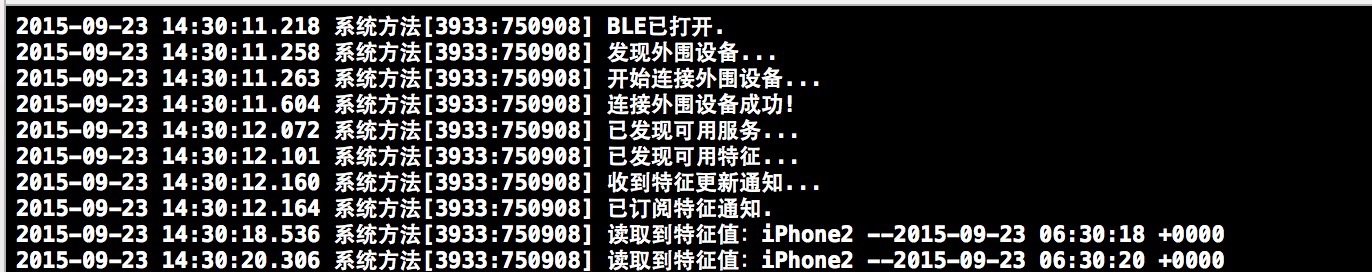 2015-09-23 14:30:11.218 系统方法[3933:750908] BLE已打开.
2015-09-23 14:30:11.258 系统方法[3933:750908] 发现外围设备...
2015-09-23 14:30:11.263 系统方法[3933:750908] 开始连接外围设备...
2015-09-23 14:30:11.604 系统方法[3933:750908] 连接外围设备成功!
2015-09-23 14:30:12.072 系统方法[3933:750908] 已发现可用服务...
2015-09-23 14:30:12.101 系统方法[3933:750908] 已发现可用特征...
2015-09-23 14:30:12.160 系统方法[3933:750908] 收到特征更新通知...
2015-09-23 14:30:12.164 系统方法[3933:750908] 已订阅特征通知.
2015-09-23 14:30:18.536 系统方法[3933:750908] 读取到特征值：iPhone2 --2015-09-23 06:30:18 +0000
2015-09-23 14:30:20.306 系统方法[3933:750908] 读取到特征值：iPhone2 --2015-09-23 06:30:20 +0000